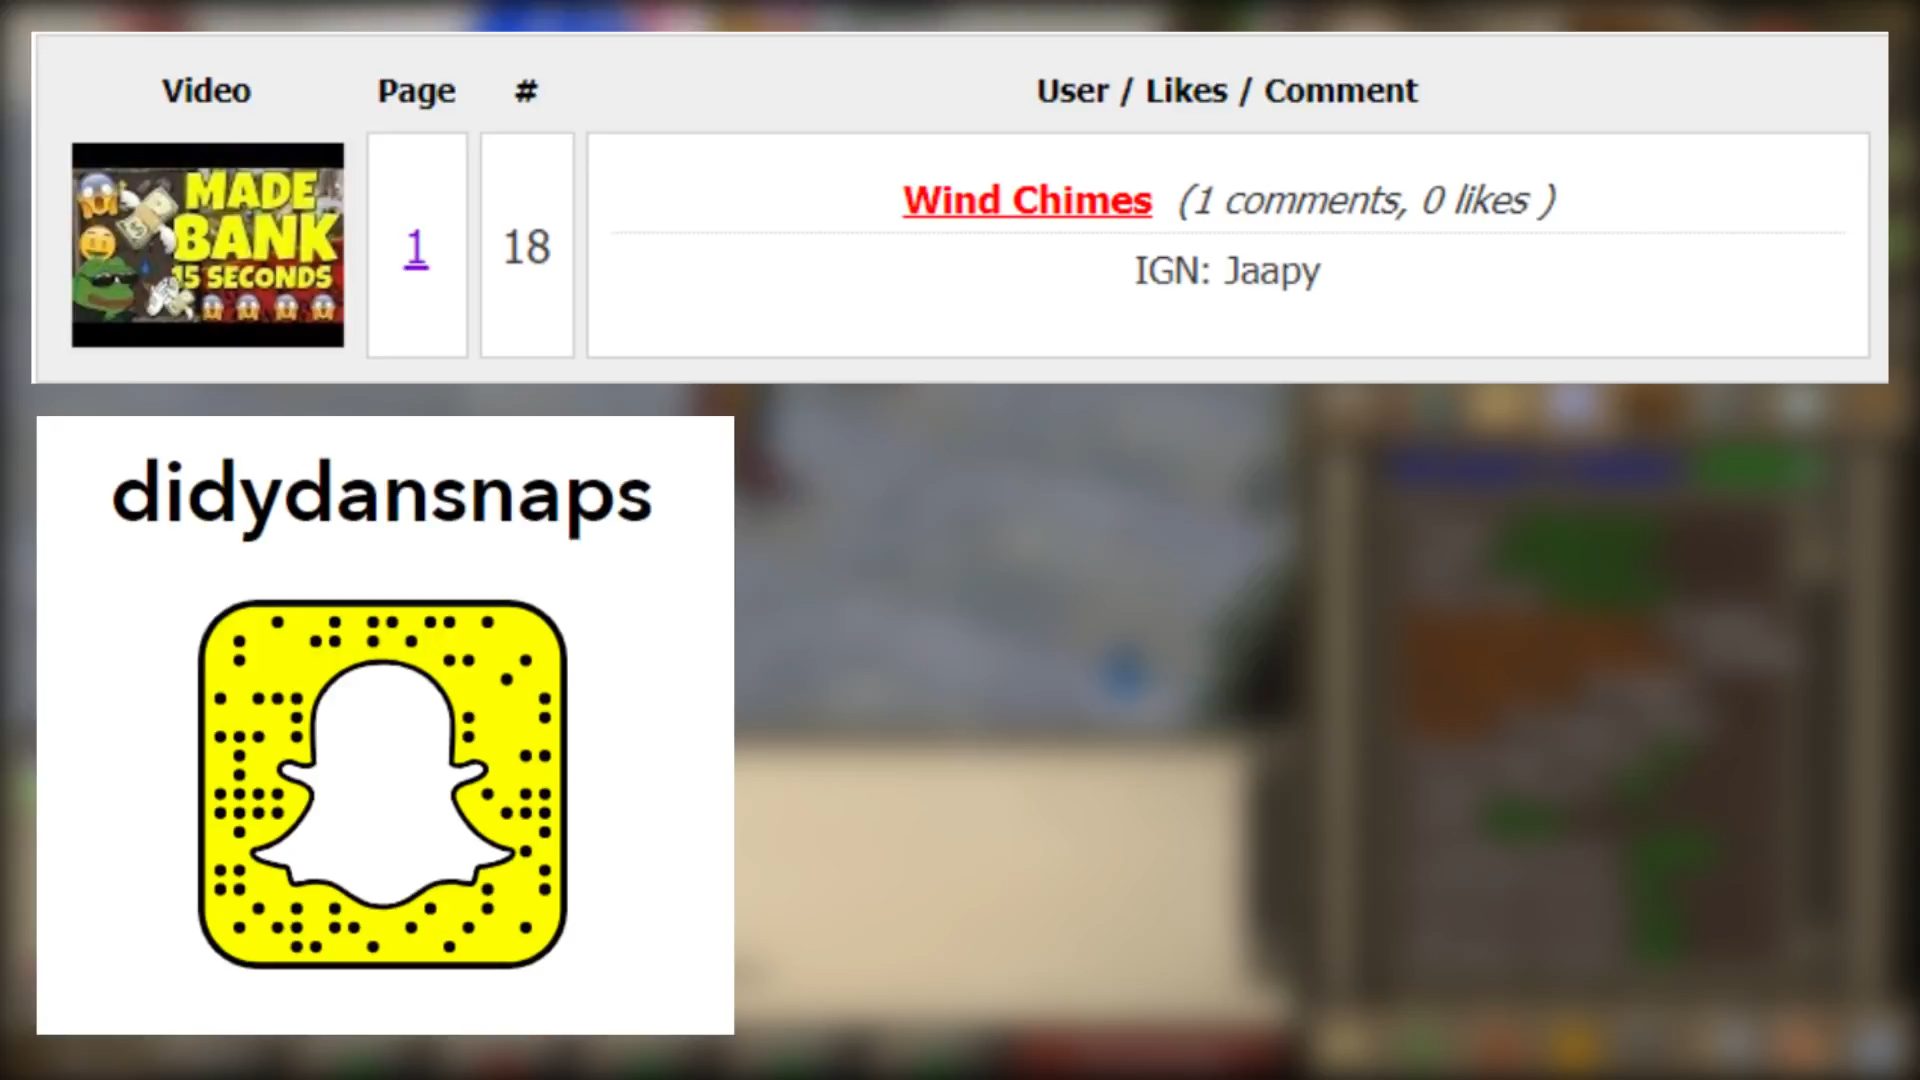 Video Page # User / Likes / Comment
MADE
BANK
15 SECONDS
1
18
Wind Chimes (1 comments, 0 likes )
IGN: Jaapy
didydansnaps